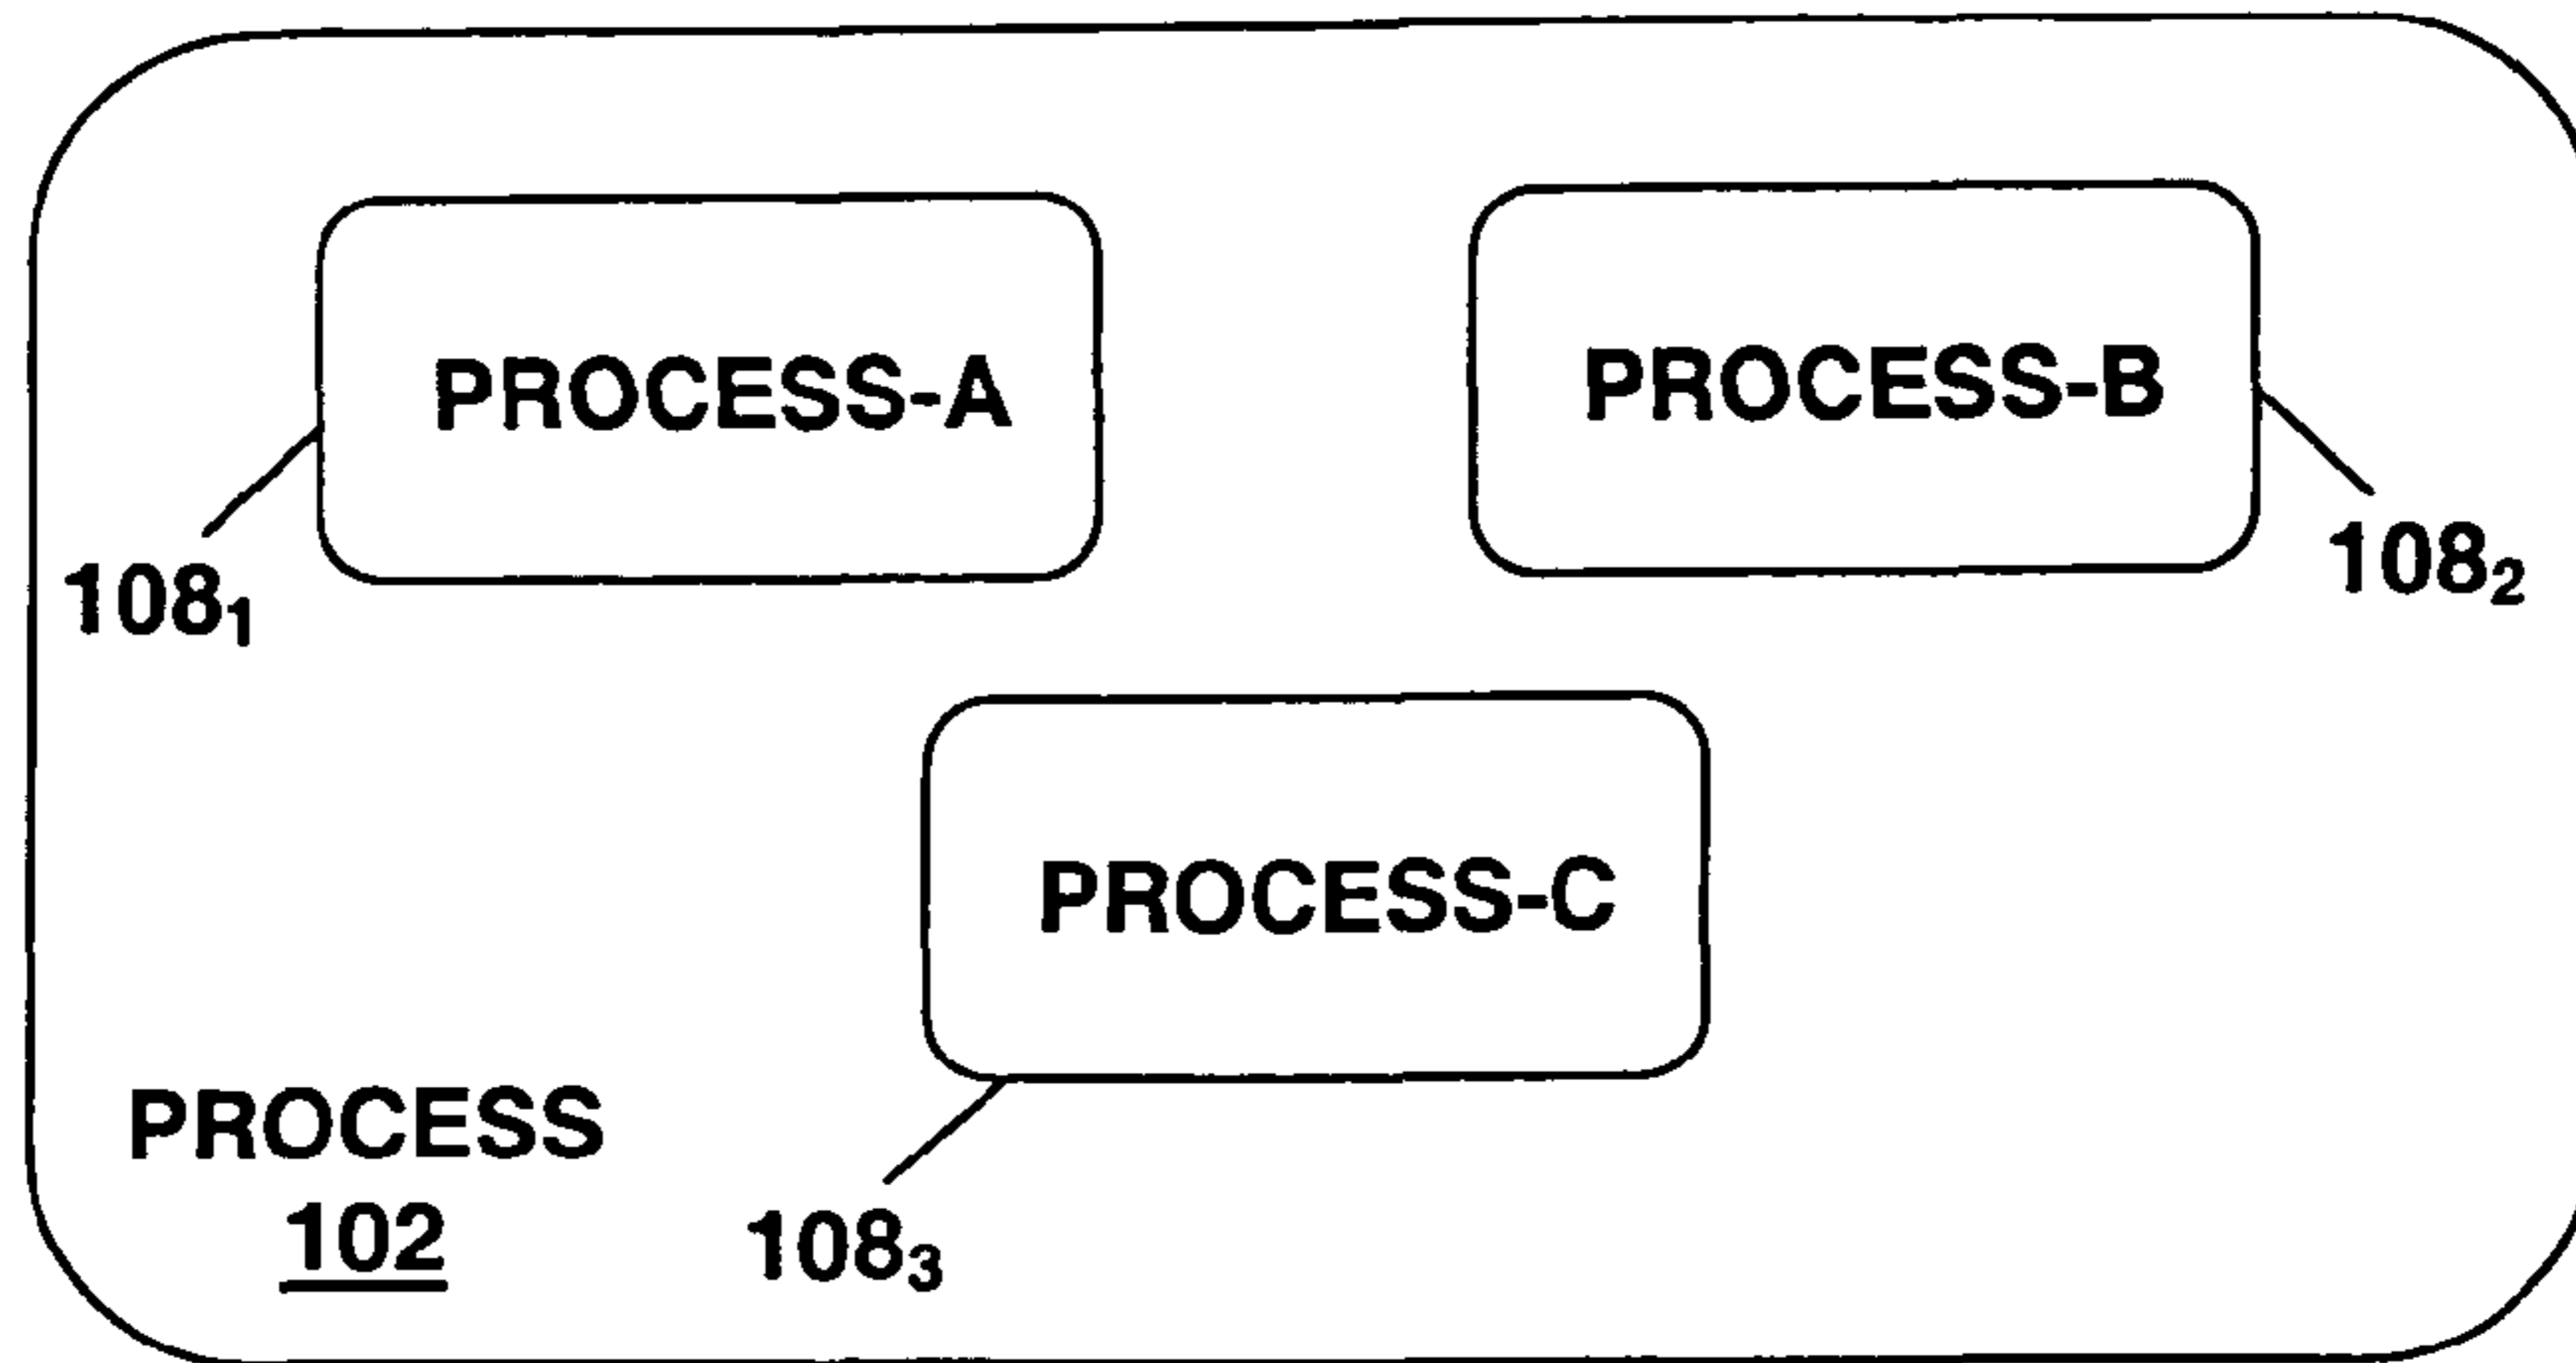 PROCESS-A
PROCESS-B
108₁
108₂
PROCESS-C
PROCESS
102
108₃